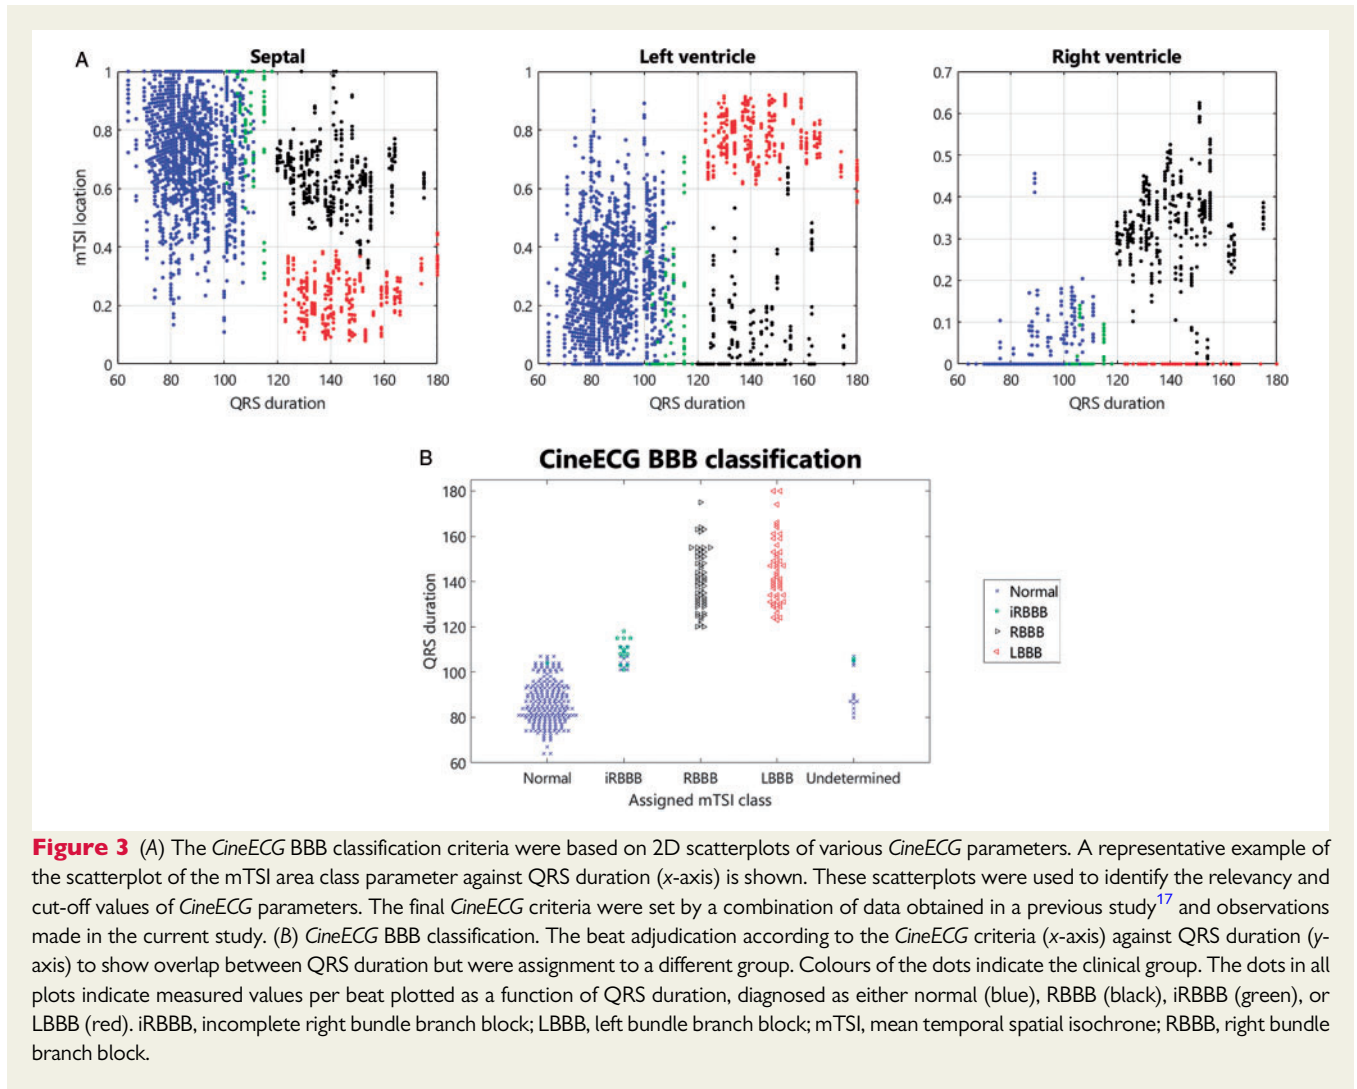 A
Septal
Left ventricle
Right ventricle
mTSI location
1
0.8
0.6
0.4
0.2
0
60 80 100 120 140 160 180
QRS duration
1
0.8
0.6
0.4
0.2
0
60 80 100 120 140 160 180
QRS duration
0.7
0.6
0.5
0.4
0.3
0.2
0.1
0
60 80 100 120 140 160 180
QRS duration
B
CineECG BBB classification
QRS duration
180
160
140
120
100
80
60
Normal iRBBB RBBB LBBB Undetermined
Assigned mTSI class
Normal
iRBBB
RBBB
LBBB
Figure 3 (A) The CineECG BBB classification criteria were based on 2D scatterplots of various CineECG parameters. A representative example of
the scatterplot of the mTSI area class parameter against QRS duration (x-axis) is shown. These scatterplots were used to identify the relevancy and
cut-off values of CineECG parameters. The final CineECG criteria were set by a combination of data obtained in a previous study17 and observations
made in the current study. (B) CineECG BBB classification. The beat adjudication according to the CineECG criteria (x-axis) against QRS duration (y-
axis) to show overlap between QRS duration but were assignment to a different group. Colours of the dots indicate the clinical group. The dots in all
plots indicate measured values per beat plotted as a function of QRS duration, diagnosed as either normal (blue), RBBB (black), iRBBB (green), or
LBBB (red). iRBBB, incomplete right bundle branch block; LBBB, left bundle branch block; mTSI, mean temporal spatial isochrone; RBBB, right bundle
branch block.